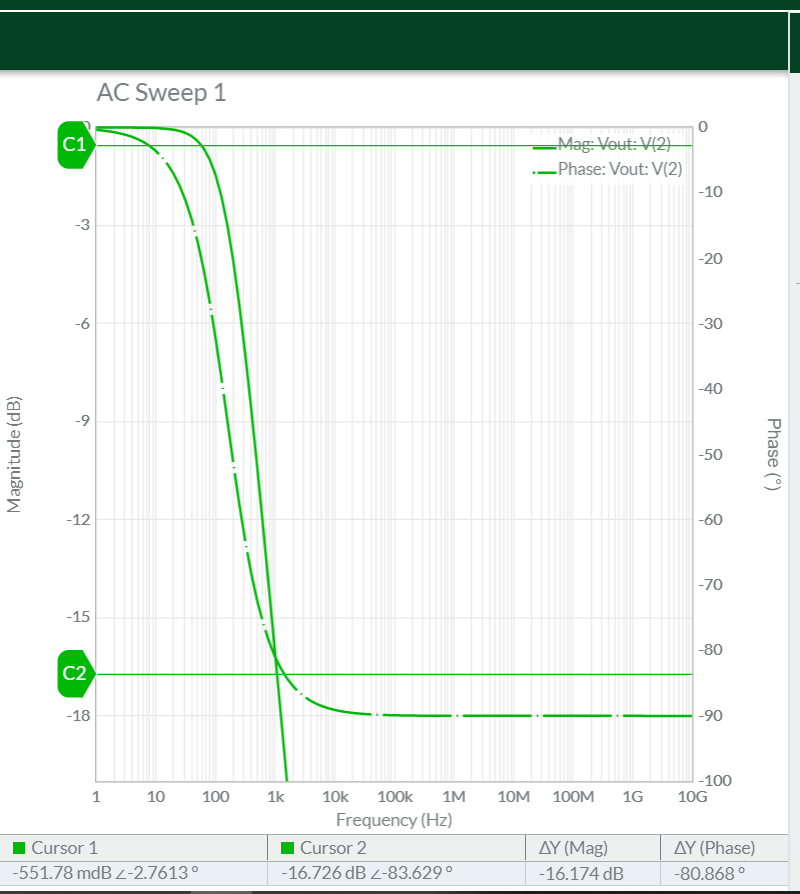 AC Sweep 1
0
C1
-3
-6
-9
-12
-15
C2
-18
Magnitude (dB)
Mag: Vout: V(2)
Phase: Vout: V(2)
0
-10
-20
-30
-40
-50
-60
-70
-80
-90
-100
Phase (°)
1 10 100 1k 10k 100k 1M 10M 100M 1G 10G
Frequency (Hz)
Cursor 1 Cursor 2 ΔY (Mag) ΔY (Phase)
-551.78 mdB ∠-2.7613 ° -16.726 dB ∠-83.629 ° -16.174 dB -80.868 °